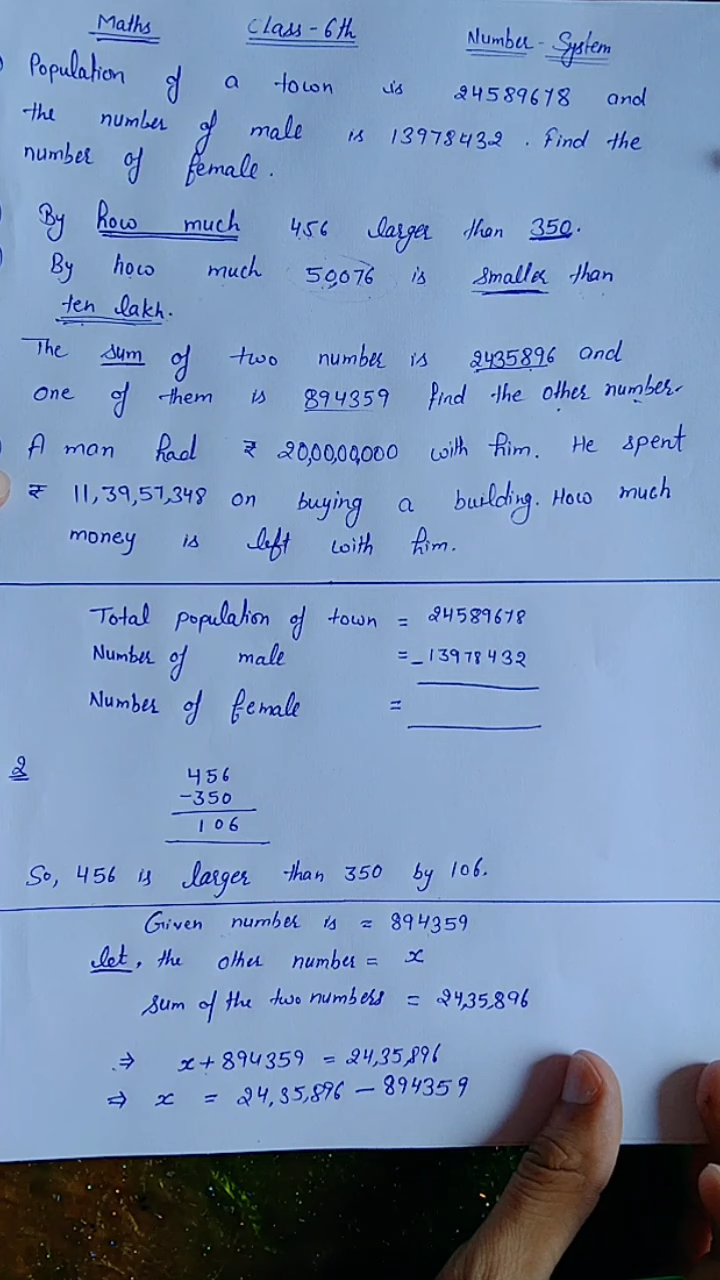 Maths Class-6th Number-System
Population of a town is 24589678 and
the number of male is 13978432. Find the
number of female.
By how much 456 larger than 350.
By how much 50,076 is smaller than
ten lakh.
The sum of two number is 2435896 and
one of them is 894359 find the other number.
A man had ₹ 20,00,00,000 with him. He spent
₹ 11,39,57,348 on buying a building. How much
money is left with him.
Total population of town = 24589678
Number of male = -13978432
Number of female =
2
456
-350
106
So, 456 is larger than 350 by 106.
Given number is = 894359
let, the other number = x
sum of the two numbers = 24,35,896
⇒ x + 894359 = 24,35,896
⇒ x = 24,35,896 - 894359